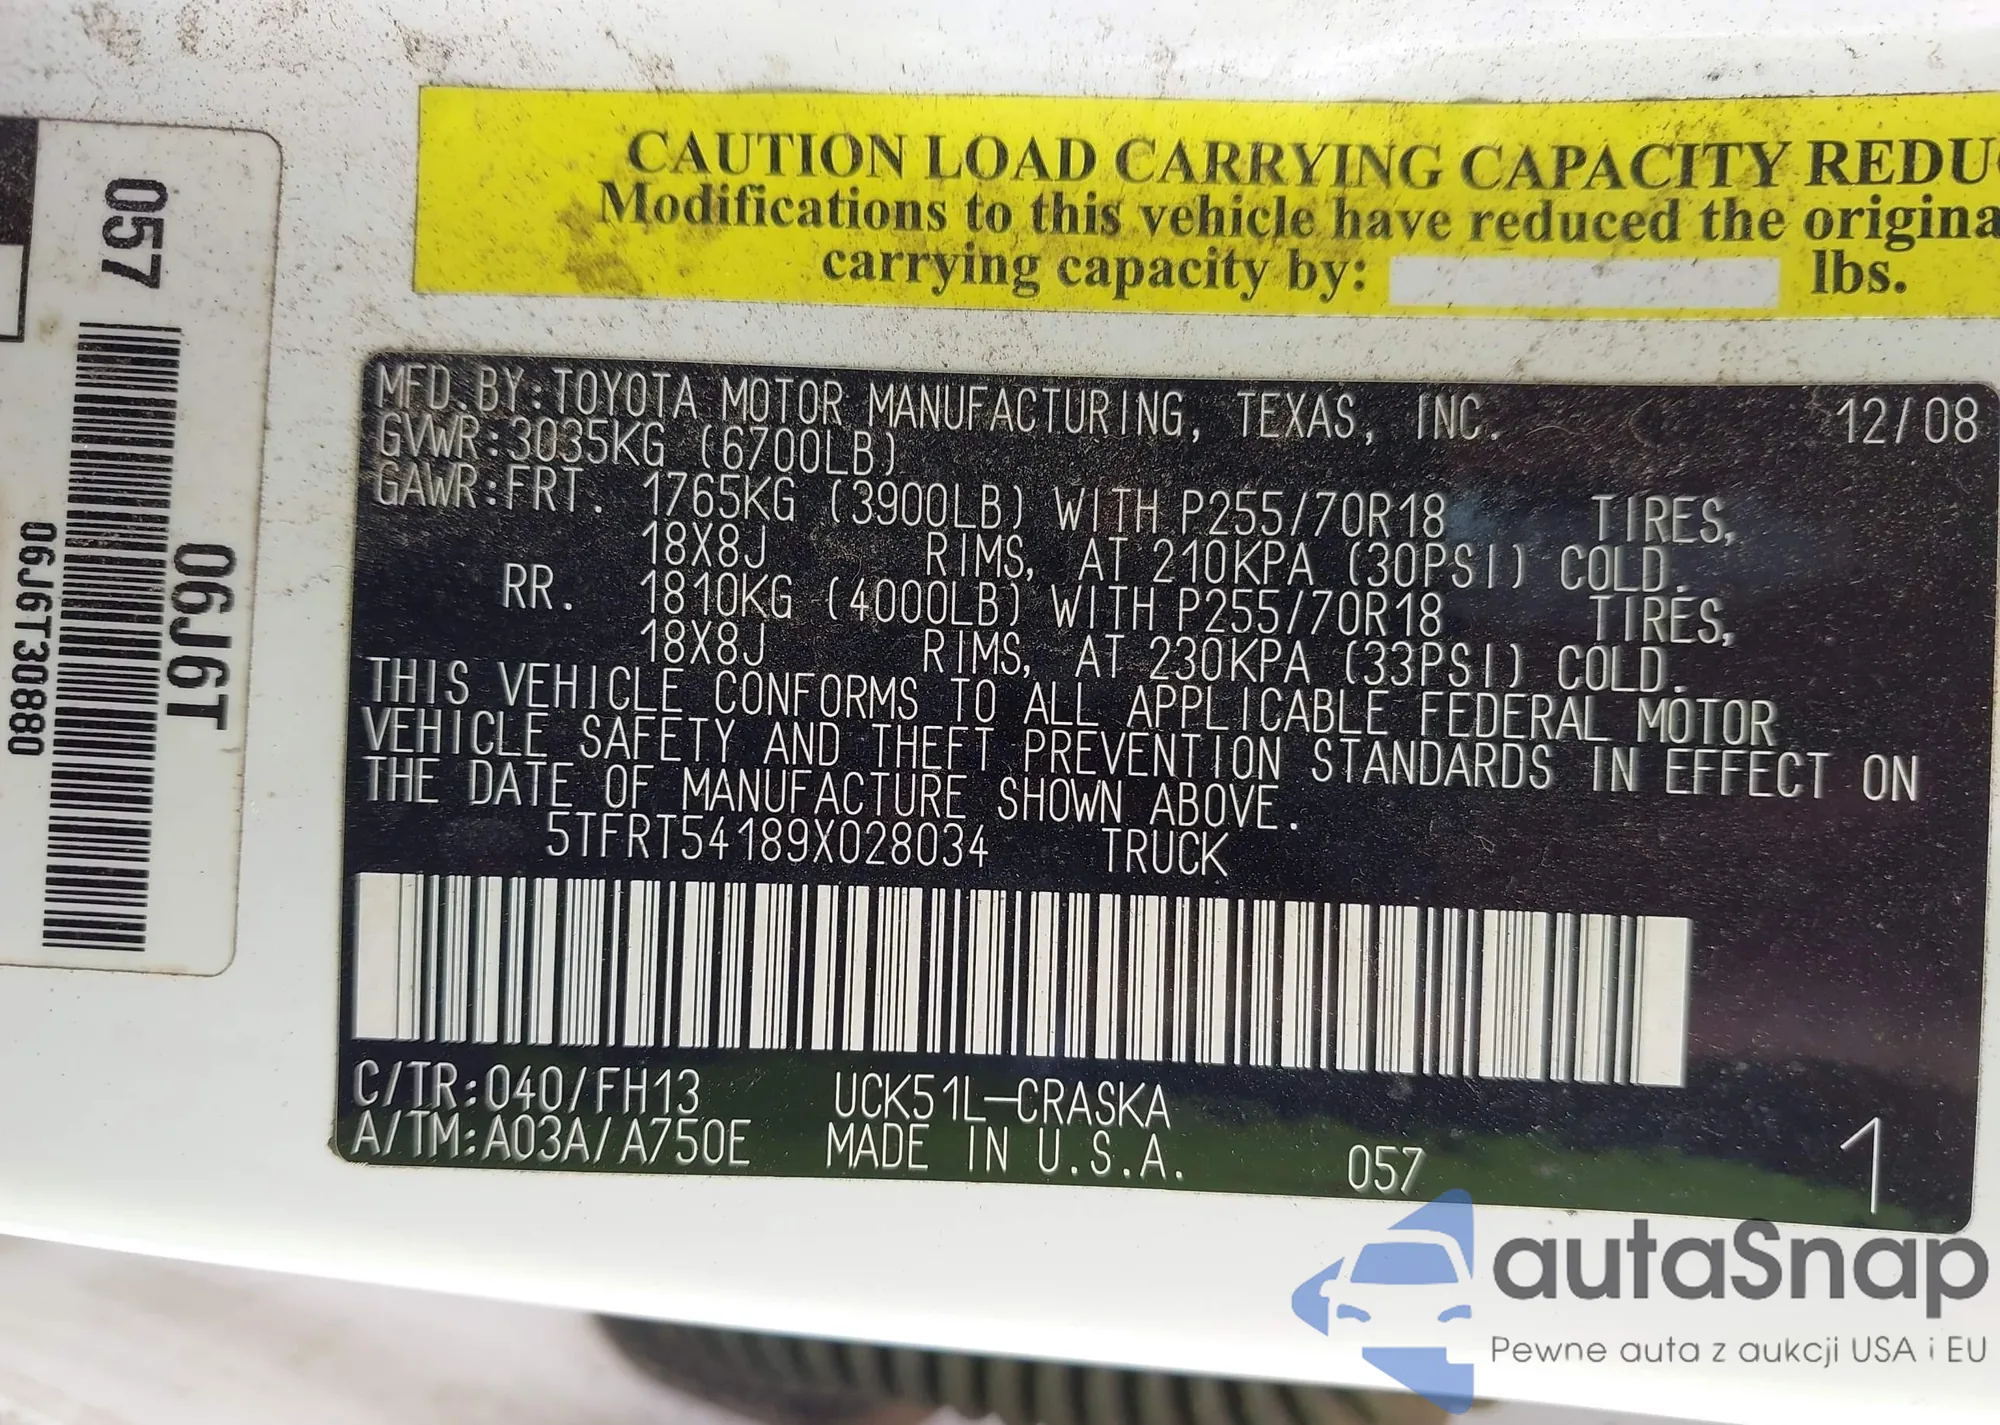 CAUTION LOAD CARRYING CAPACITY REDU
Modifications to this vehicle have reduced the origina
carrying capacity by: lbs.
057
06J6T
06J6T30880
MFD. BY: TOYOTA MOTOR MANUFACTURING, TEXAS, INC. 12/08
GVWR: 3035KG (6700LB)
GAWR: FRT. 1765KG (3900LB) WITH P255/70R18 TIRES,
18X8J RIMS, AT 210KPA (30PSI) COLD.
RR. 1810KG (4000LB) WITH P255/70R18 TIRES,
18X8J RIMS, AT 230KPA (33PSI) COLD.
THIS VEHICLE CONFORMS TO ALL APPLICABLE FEDERAL MOTOR
VEHICLE SAFETY AND THEFT PREVENTION STANDARDS IN EFFECT ON
THE DATE OF MANUFACTURE SHOWN ABOVE.
5TFRT54189X028034 TRUCK
C/TR: 040/FH13 UCK51L-CRASKA
A/TM: A03A/A750E MADE IN U.S.A. 057 1
autaSnap
Pewne auta z aukcji USA i EU